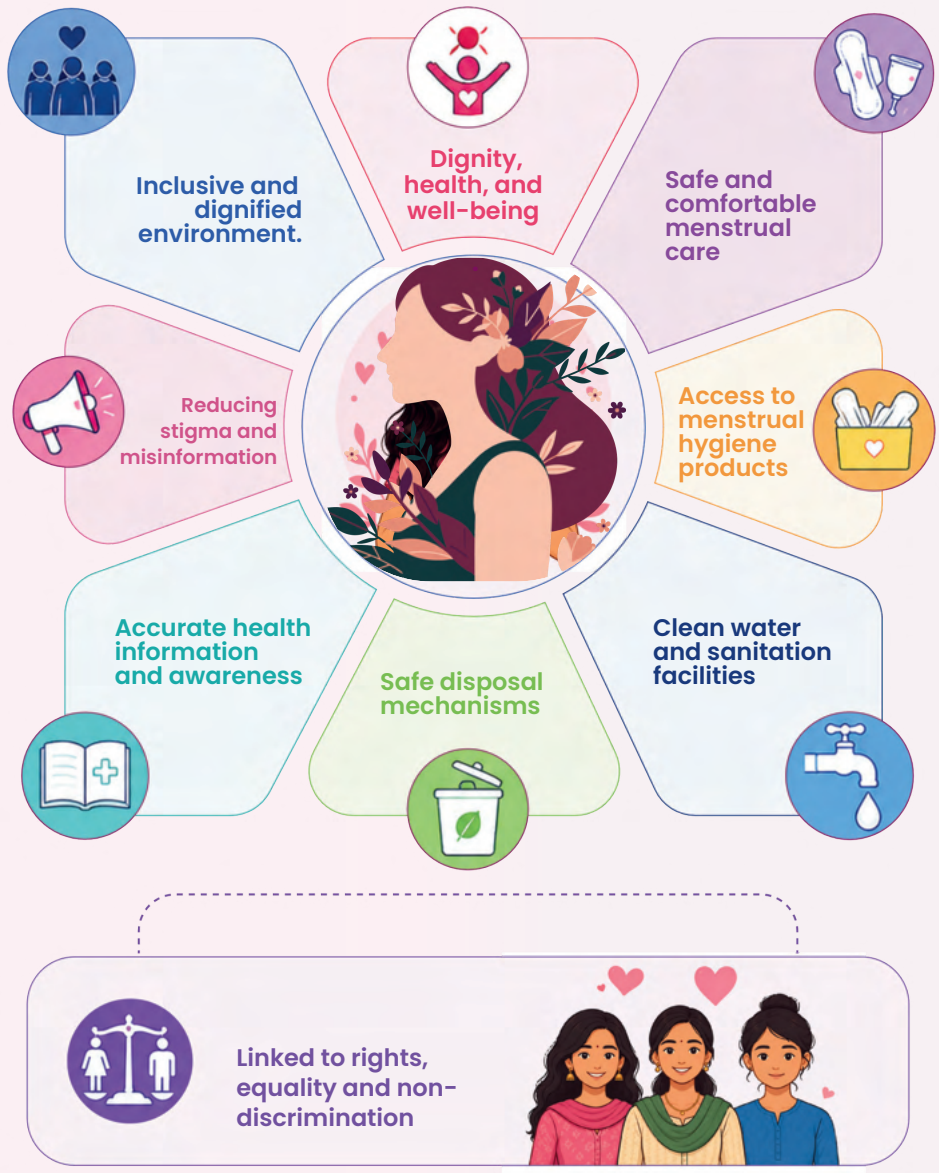 Inclusive and
dignified
environment.
Dignity,
health, and
well-being
Safe and
comfortable
menstrual
care
Reducing
stigma and
misinformation
Access to
menstrual
hygiene
products
Accurate health
information
and awareness
Safe disposal
mechanisms
Clean water
and sanitation
facilities
Linked to rights,
equality and non-
discrimination